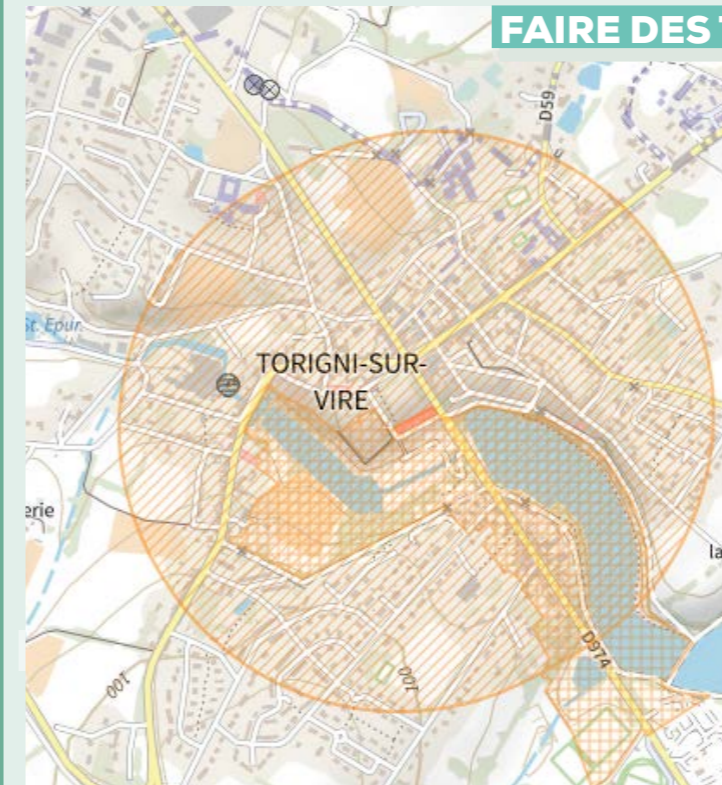 FAIRE DES
D59
St. Epur.
TORIGNI-SUR-
VIRE
erie
la
D974
100
100